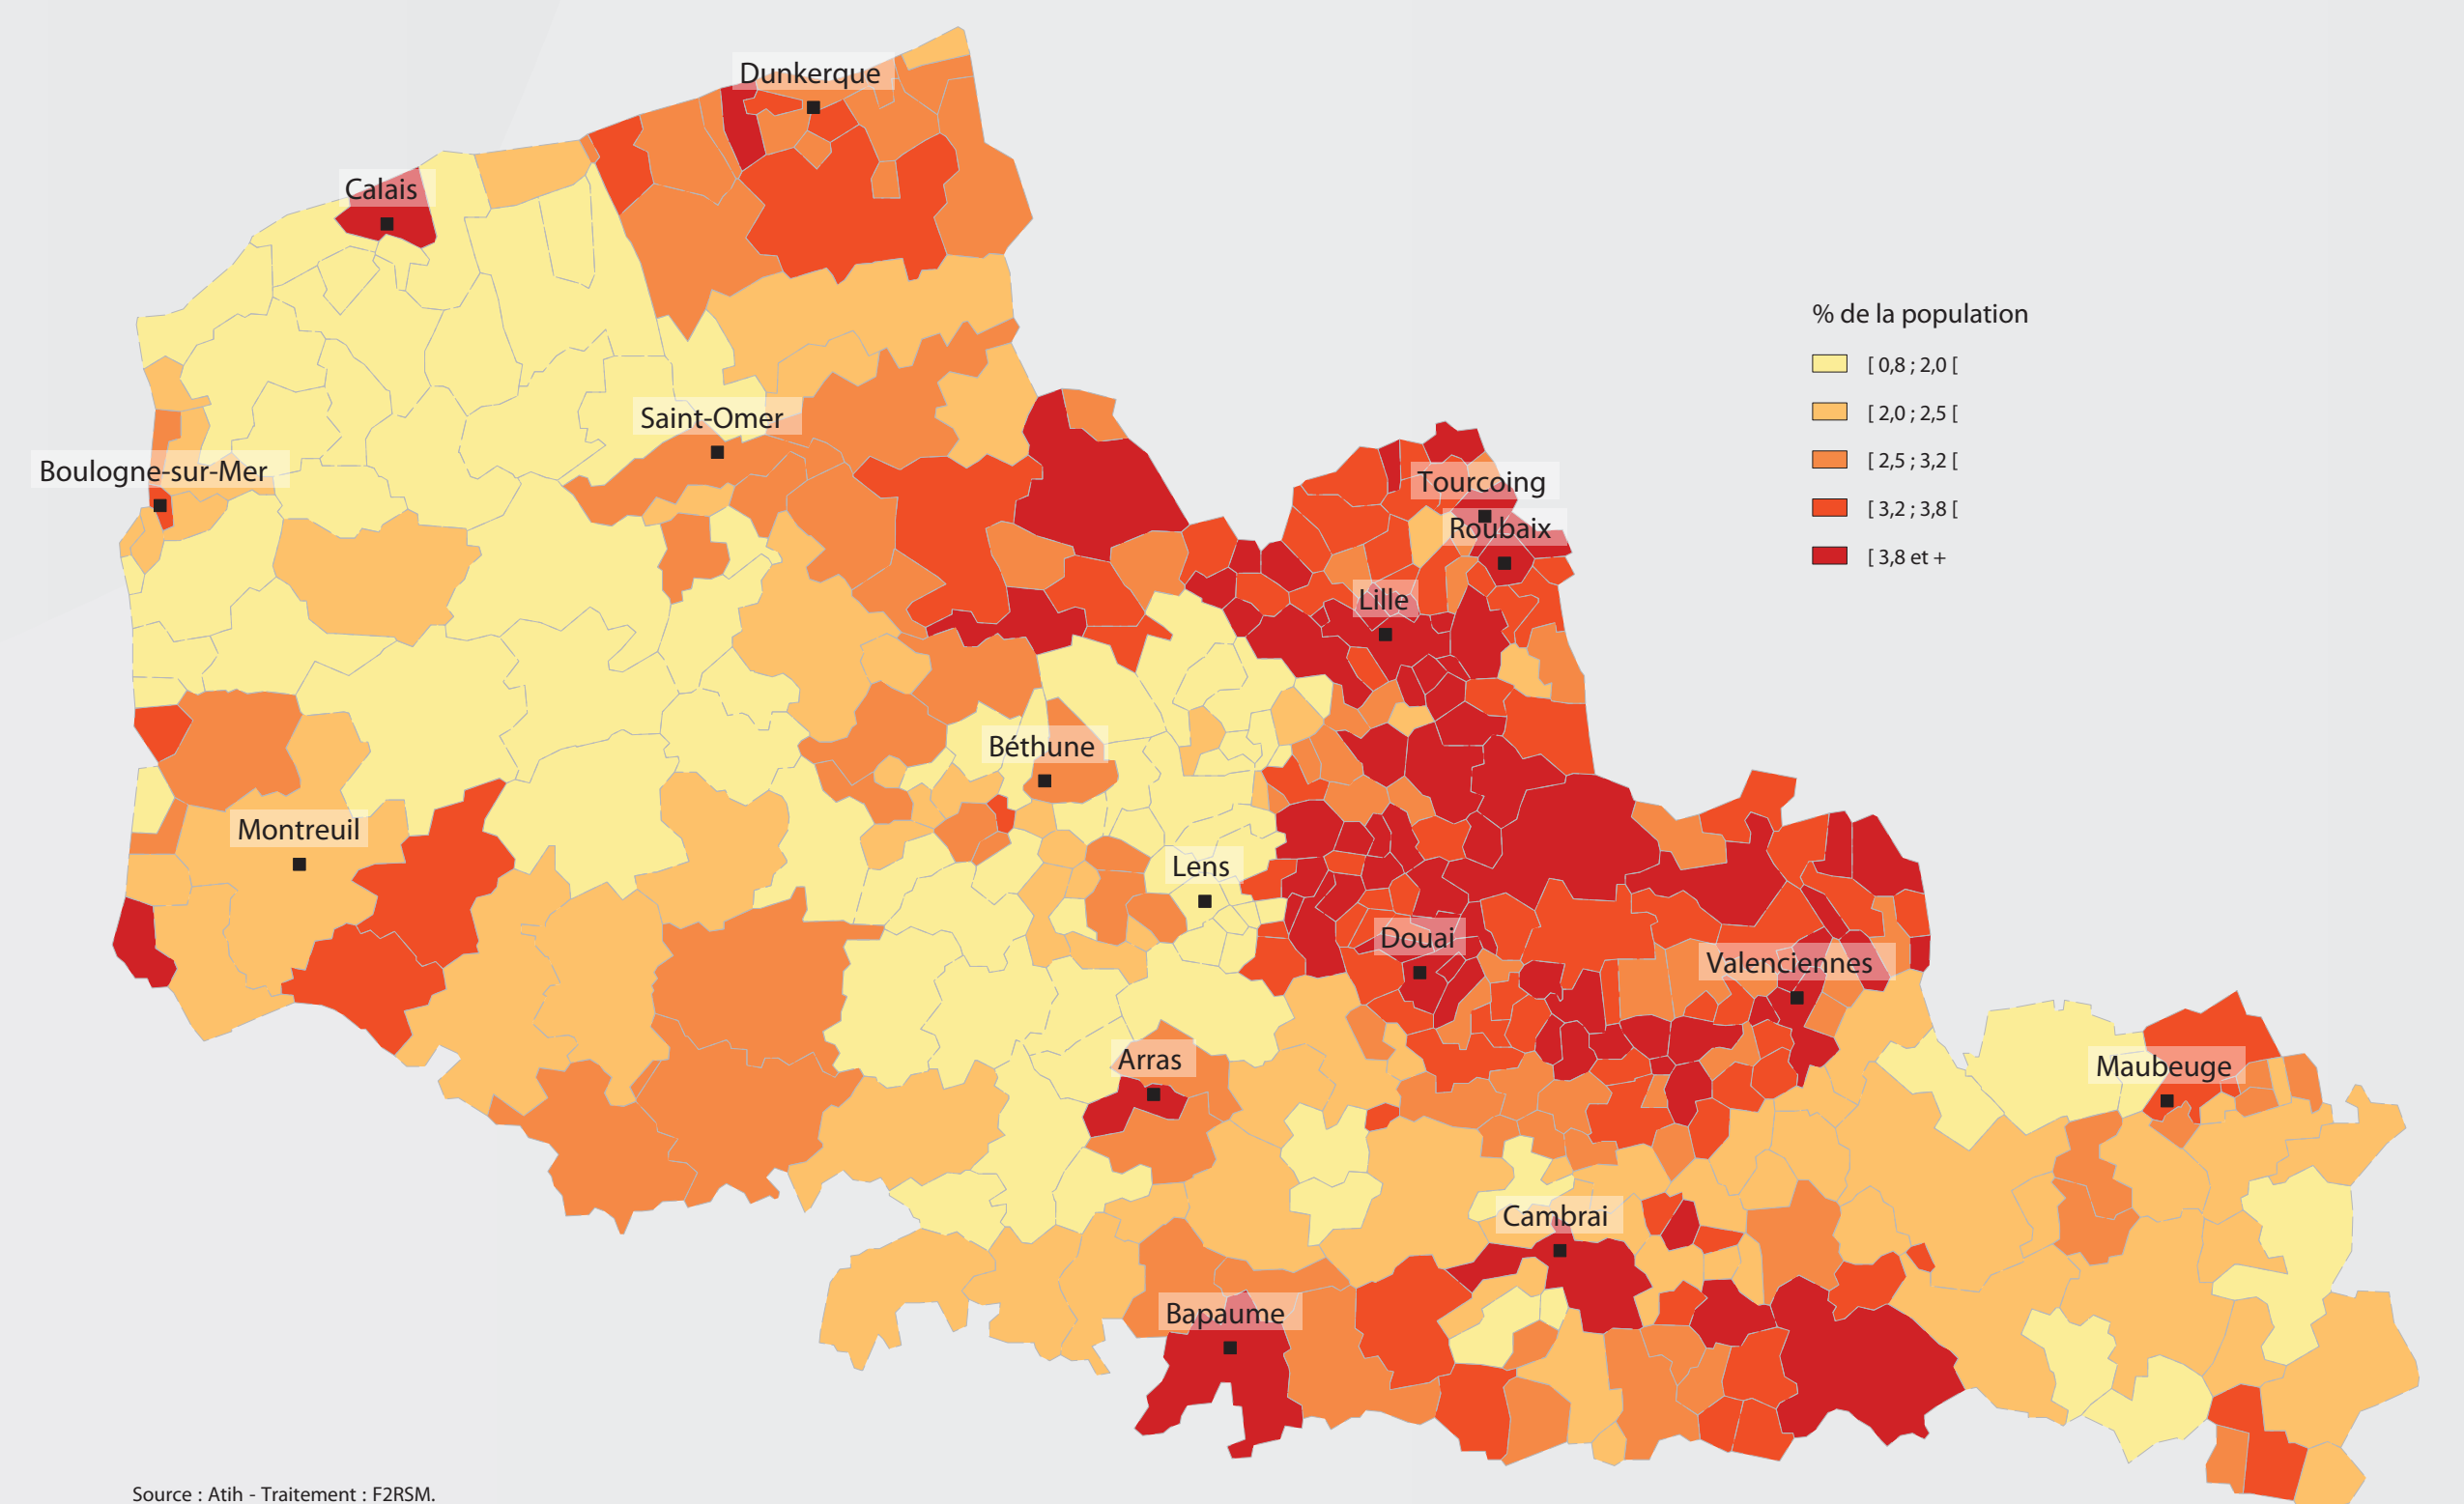 Dunkerque
Calais
% de la population
[ 0,8 ; 2,0 [
[ 2,0 ; 2,5 [
Saint-Omer
[ 2,5 ; 3,2 [
Boulogne-sur-Mer
Tourcoing
[ 3,2 ; 3,8 [
Roubaix
[ 3,8 et +
Lille
Béthune
Montreuil
Lens
Douai
Valenciennes
Arras
Maubeuge
Cambrai
Bapaume
Source : Atih - Traitement : F2RSM.